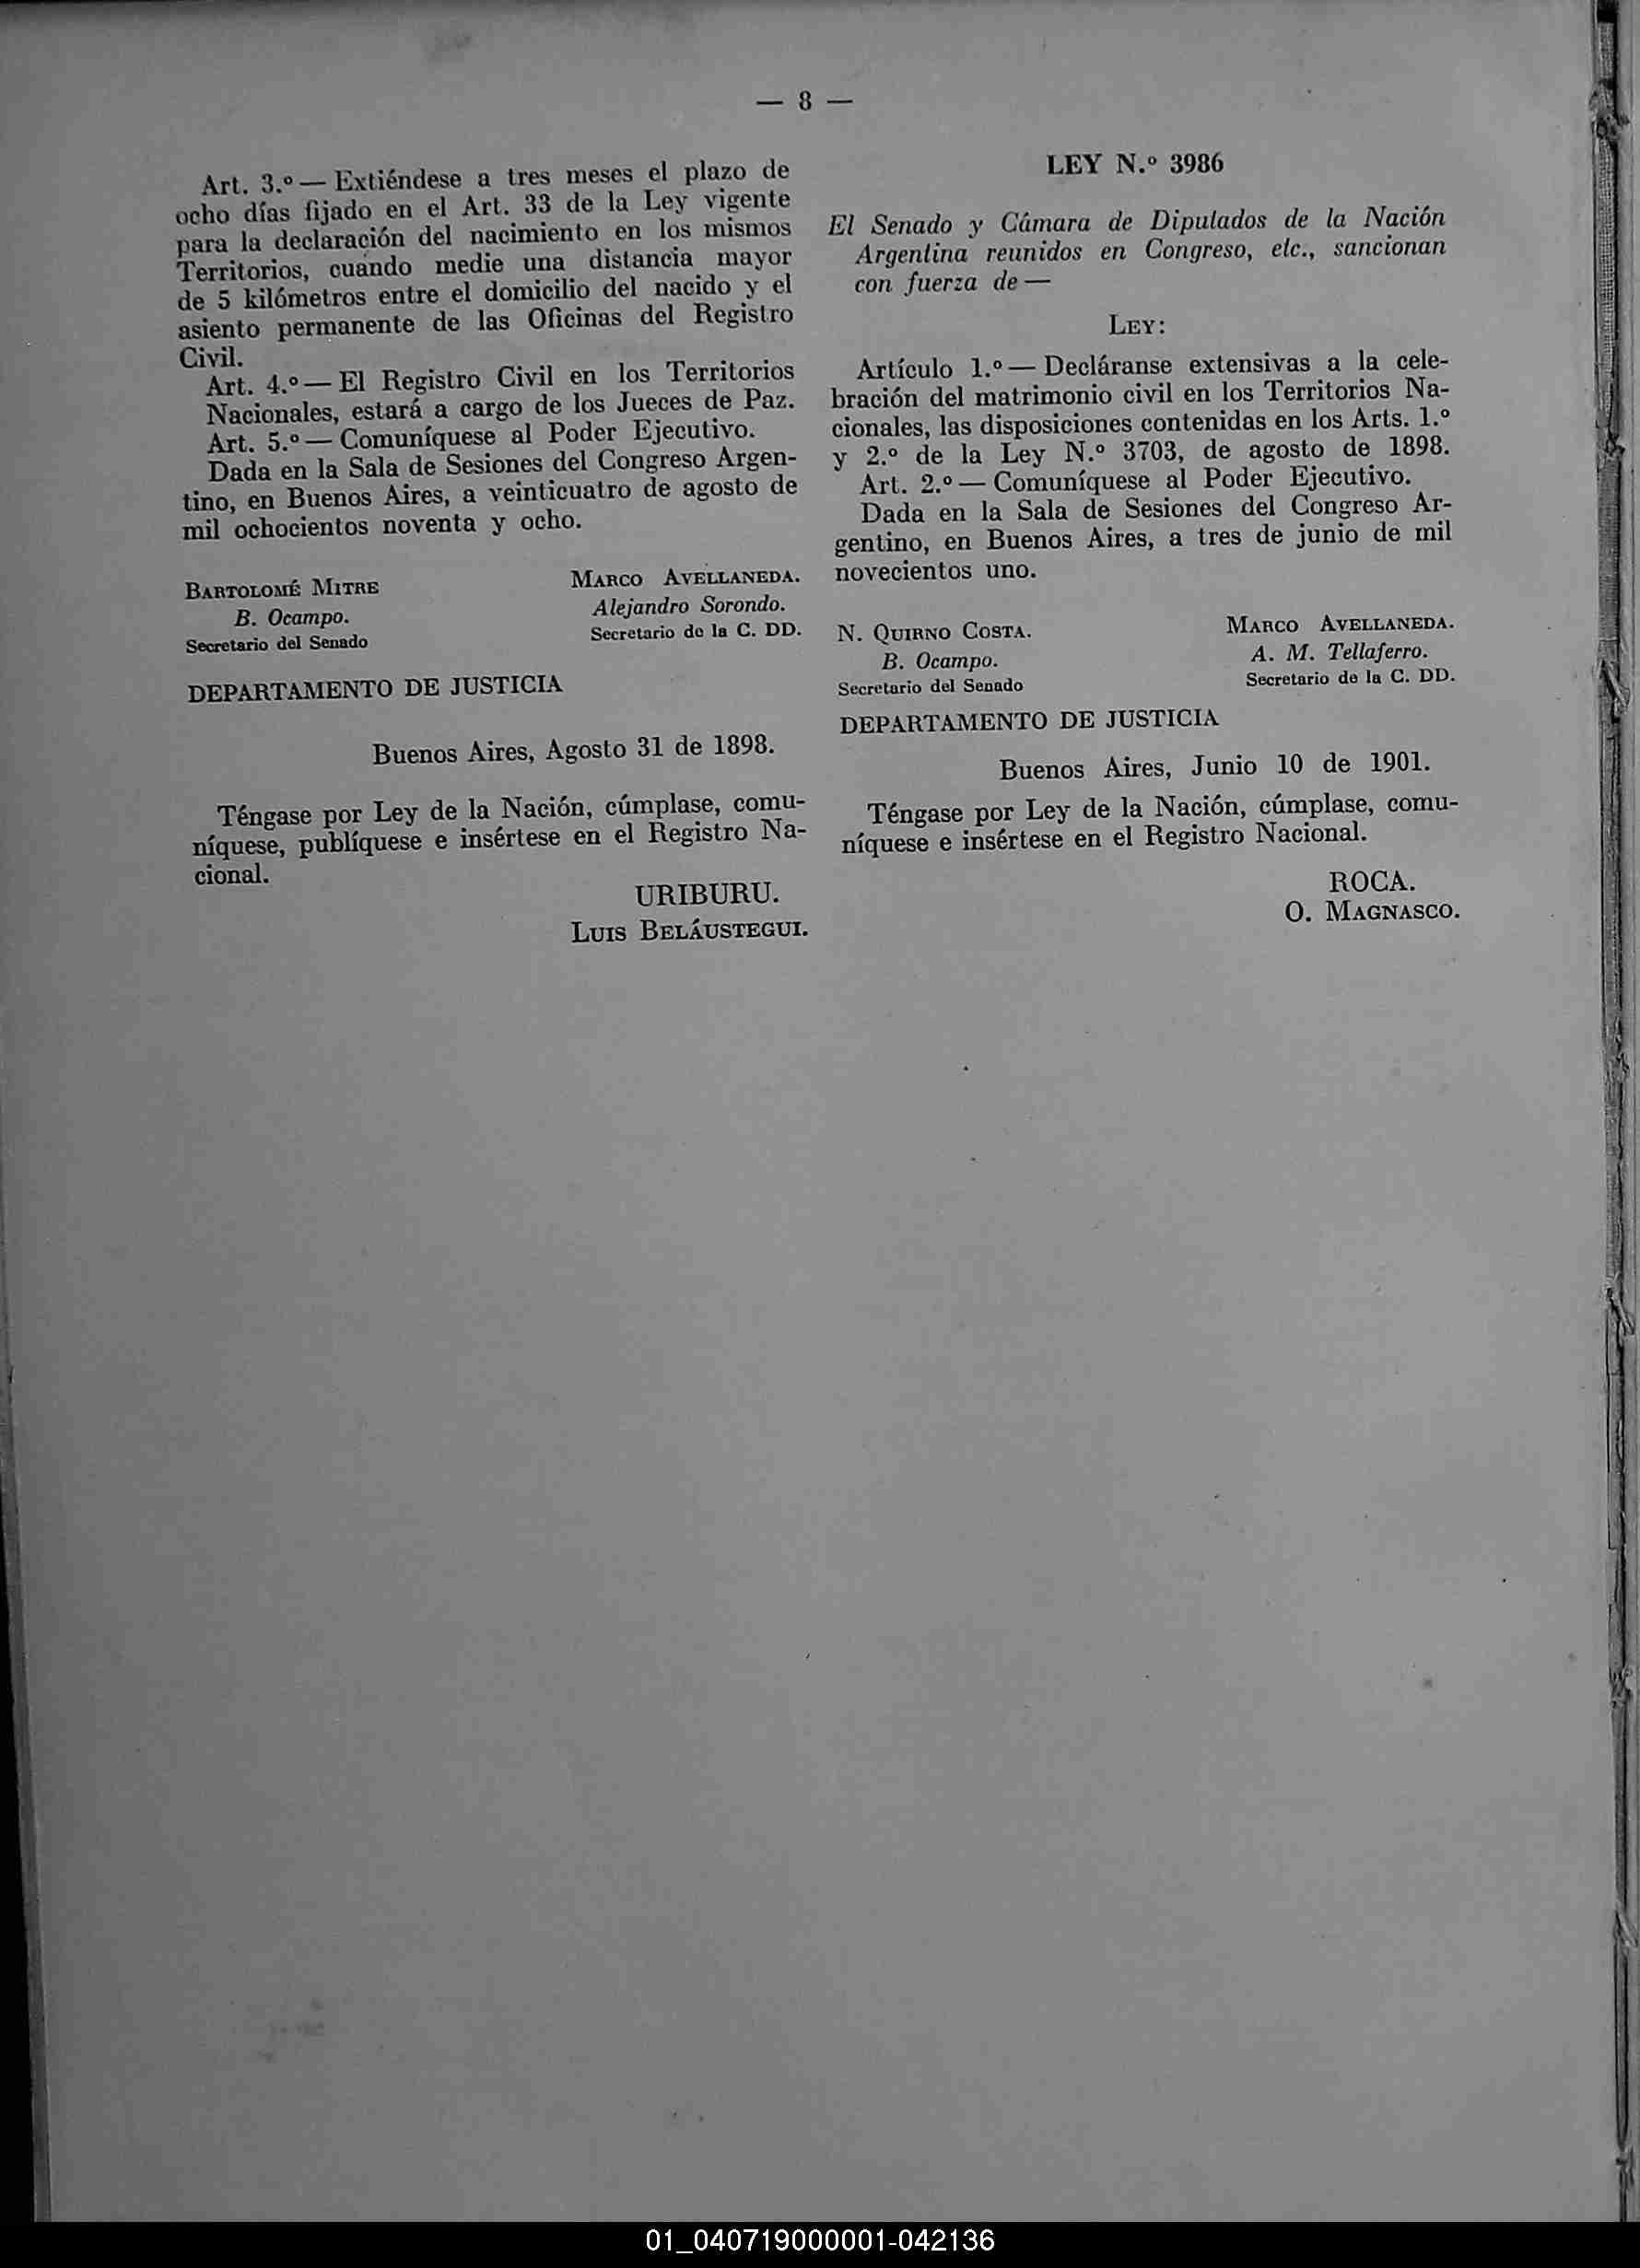 — 8 —
Art. 3.º — Extiéndese a tres meses el plazo de
ocho días fijado en el Art. 33 de la Ley vigente
para la declaración del nacimiento en los mismos
Territorios, cuándo medie una distancia mayor
de 5 kilómetros entre el domicilio del nacido y el
asiento permanente de las Oficinas del Registro
Civil.
Art. 4.º — El Registro Civil en los Territorios
Nacionales, estará a cargo de los Jueces de Paz.
Art. 5.º — Comuníquese al Poder Ejecutivo.
Dada en la Sala de Sesiones del Congreso Argen-
tino, en Buenos Aires, a veinticuatro de agosto de
mil ochocientos noventa y ocho.
BARTOLOMÉ MITRE MARCO AVELLANEDA.
B. Ocampo. Alejandro Sorondo.
Secretario del Senado Secretario de la C. DD.
DEPARTAMENTO DE JUSTICIA
Buenos Aires, Agosto 31 de 1898.
Téngase por Ley de la Nación, cúmplase, comu-
níquese, publíquese e insértese en el Registro Na-
cional.
URIBURU.
LUIS BELÁUSTEGUI.
LEY N.º 3986
El Senado y Cámara de Diputados de la Nación
Argentina reunidos en Congreso, etc., sancionan
con fuerza de —
LEY:
Artículo 1.º — Decláranse extensivas a la cele-
bración del matrimonio civil en los Territorios Na-
cionales, las disposiciones contenidas en los Arts. 1.º
y 2.º de la Ley N.º 3703, de agosto de 1898.
Art. 2.º — Comuníquese al Poder Ejecutivo.
Dada en la Sala de Sesiones del Congreso Ar-
gentino, en Buenos Aires, a tres de junio de mil
novecientos uno.
N. QUIRNO COSTA. MARCO AVELLANEDA.
B. Ocampo. A. M. Tellaferro.
Secretario del Senado Secretario de la C. DD.
DEPARTAMENTO DE JUSTICIA
Buenos Aires, Junio 10 de 1901.
Téngase por Ley de la Nación, cúmplase, comu-
níquese e insértese en el Registro Nacional.
ROCA.
O. MAGNASCO.
01_040719000001-042136